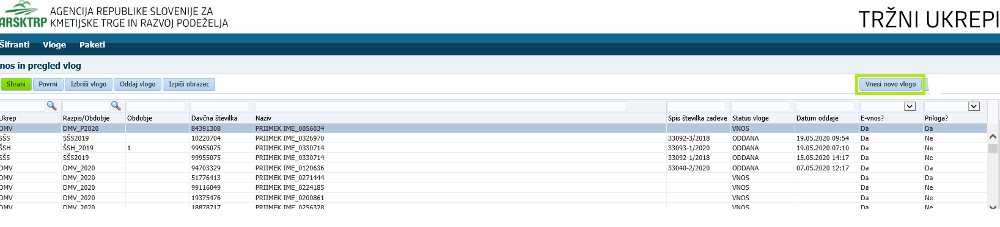 AGENCIJA REPUBLIKE SLOVENIJE ZA
ARSKTRP KMETIJSKE TRGE IN RAZVOJ PODEŽELJA
TRŽNI UKREPI
Šifranti Vloge Paketi
nos in pregled vlog
Shrani Povrni Izbriši vlogo Oddaj vlogo Izpiši obrazec Vnesi novo vlogo
Ukrep Razpis/Obdobje Obdobje Davčna številka Naziv Spis številka zadeve Status vloge Datum oddaje E-vnos? Priloga?
DMV DMV_P2020 84391308 PRIIMEK IME_0056034 VNOS Da Da
SŠS SŠS2019 10220704 PRIIMEK IME_0326970 33092-3/2018 ODDANA 19.05.2020 09:54 Da Ne
ŠSH ŠSH_2019 1 99955075 PRIIMEK IME_0330714 33093-1/2020 ODDANA 19.05.2020 07:10 Da Ne
SŠS SŠS2019 99955075 PRIIMEK IME_0330714 33092-1/2018 ODDANA 15.05.2020 14:17 Da Ne
DMV DMV_2020 94703329 PRIIMEK IME_0120636 33040-2/2020 ODDANA 07.05.2020 12:17 Da Da
DMV DMV_2020 51776413 PRIIMEK IME_0271444 VNOS Da Da
DMV DMV_2020 99116049 PRIIMEK IME_0224185 VNOS Da Ne
DMV DMV_2020 19375476 PRIIMEK IME_0200861 VNOS Da Ne
DMV DMV_2020 18878717 PRIIMEK IME_0256328 VNOS Da Ne